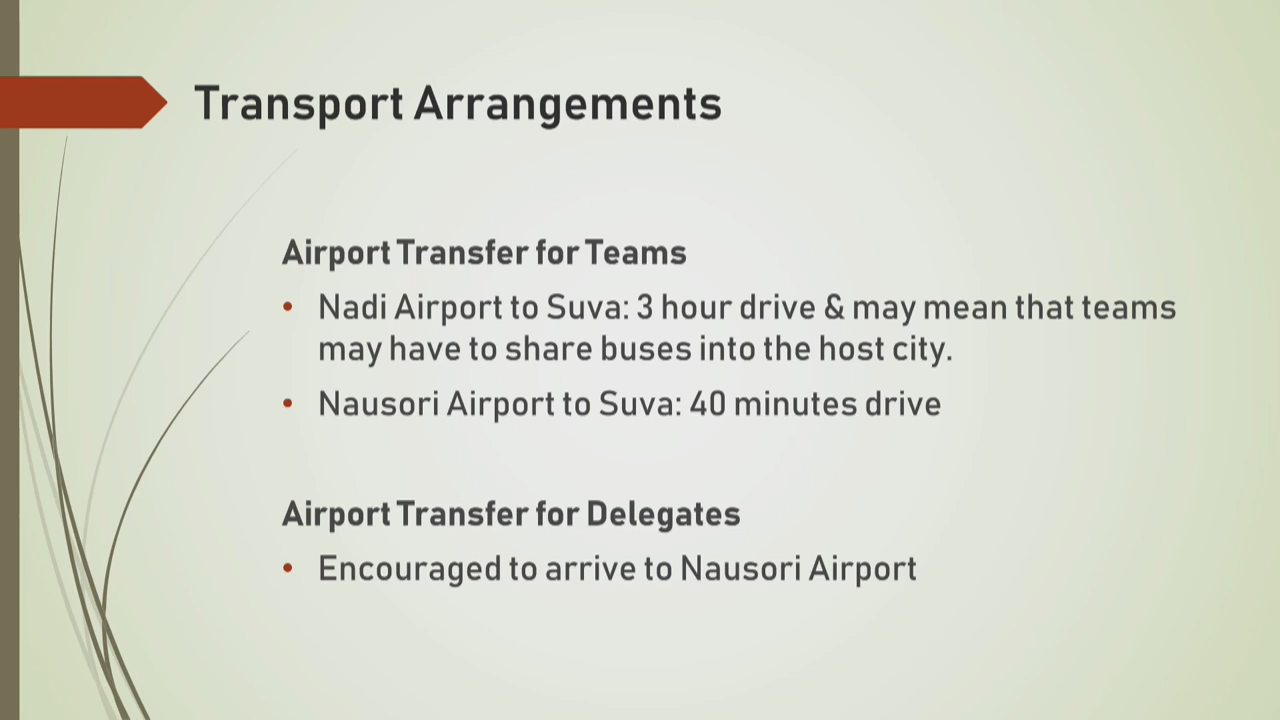 Transport Arrangements
Airport Transfer for Teams
• Nadi Airport to Suva: 3 hour drive & may mean that teams
may have to share buses into the host city.
• Nausori Airport to Suva: 40 minutes drive
Airport Transfer for Delegates
• Encouraged to arrive to Nausori Airport